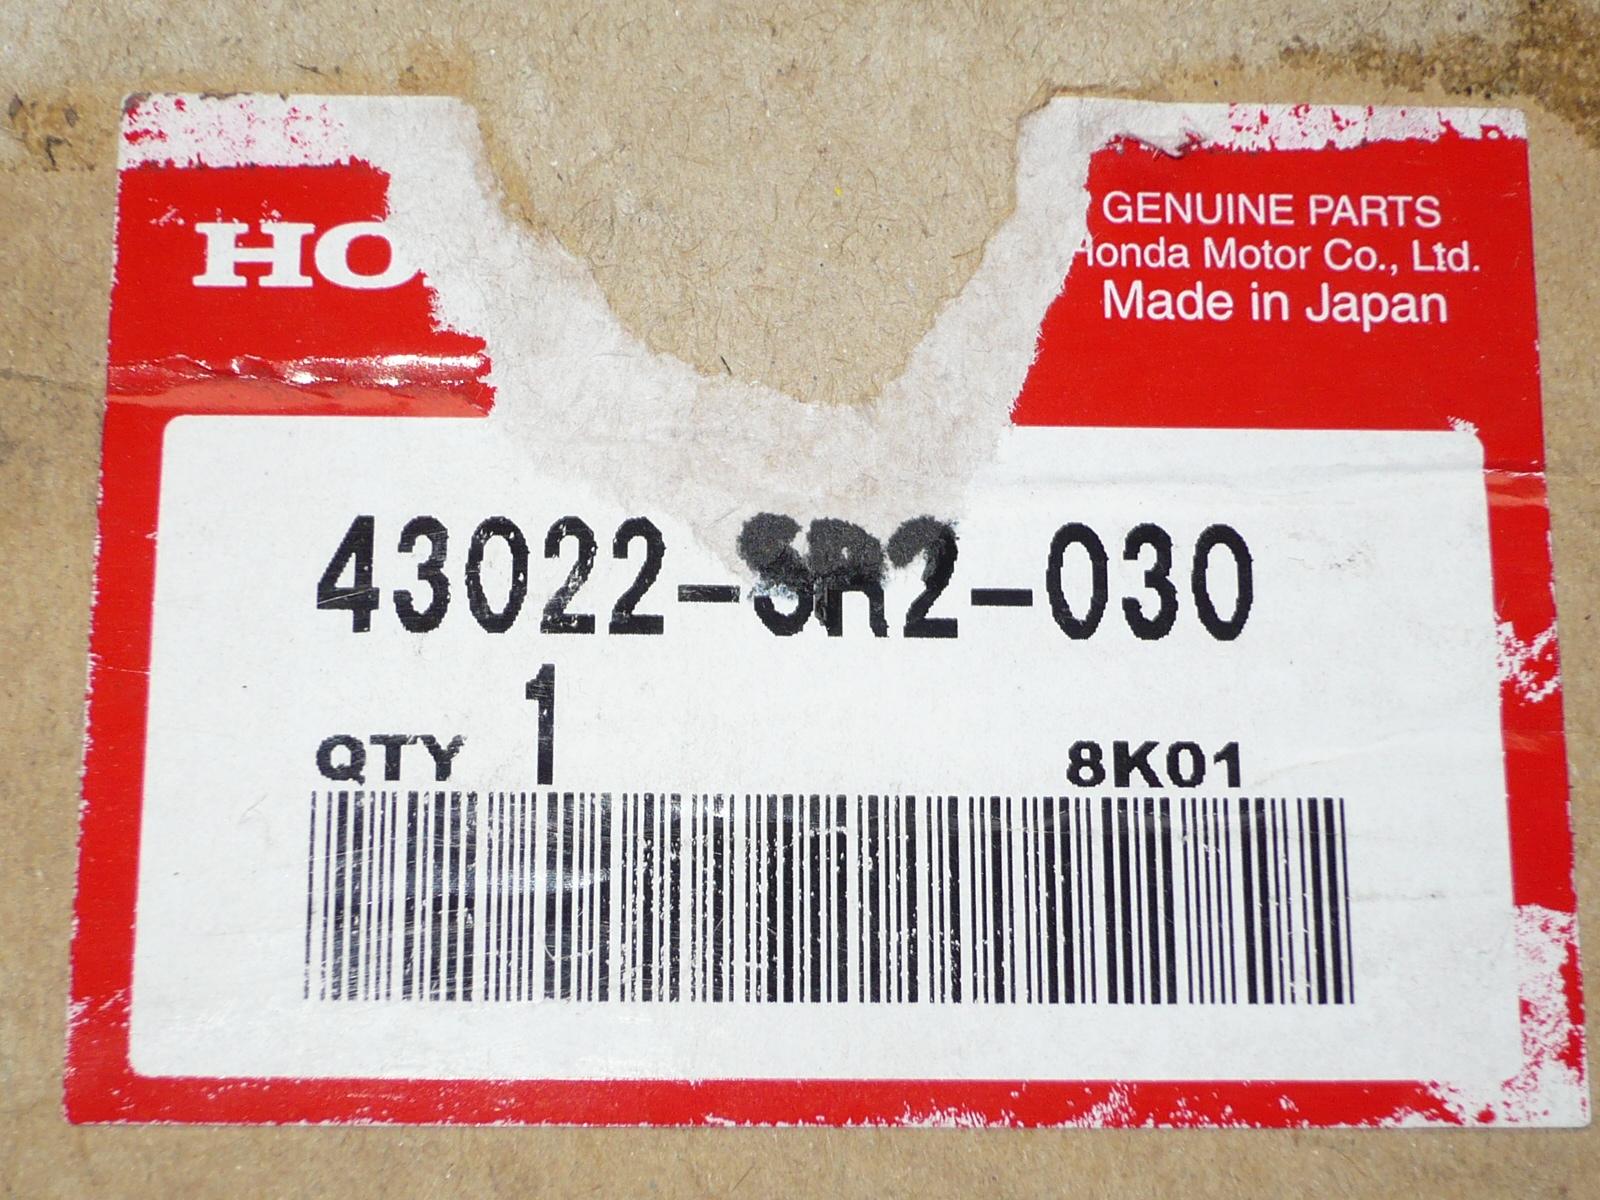 HO
GENUINE PARTS
Honda Motor Co., Ltd.
Made in Japan
43022-SR2-030
QTY 1
8K01